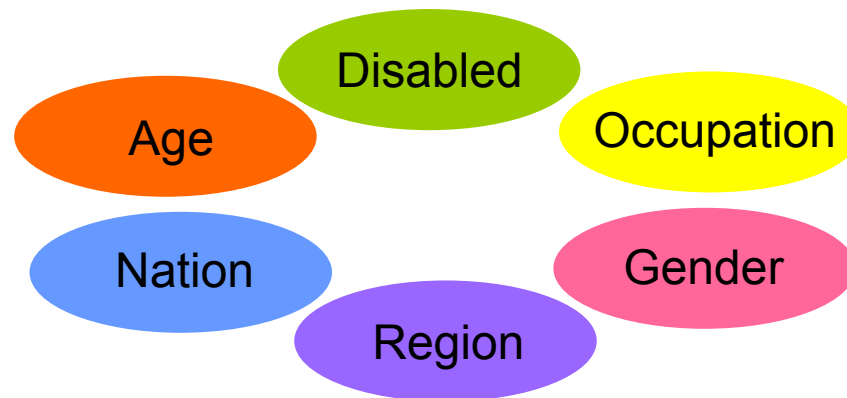 Disabled
Age
Occupation
Nation
Gender
Region